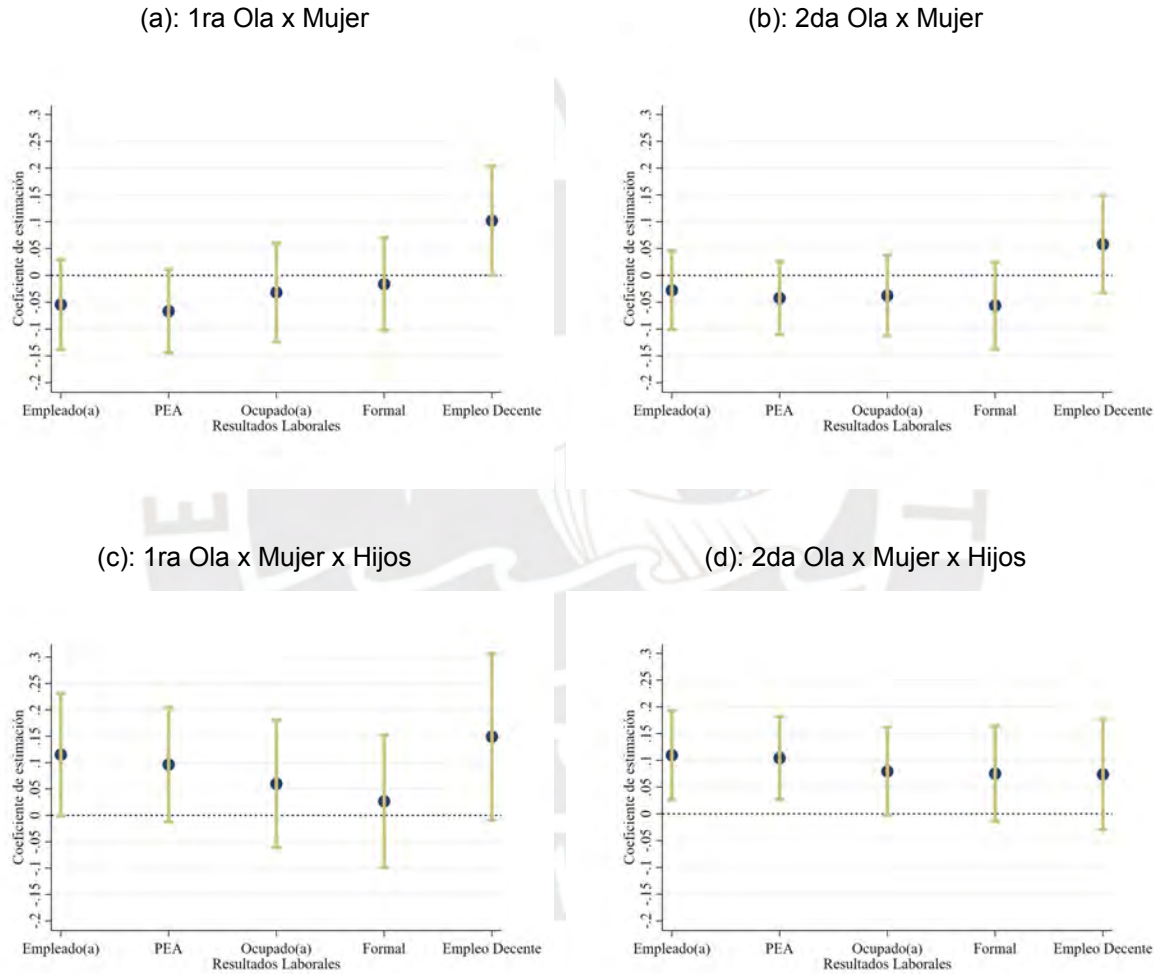 (a): 1ra Ola x Mujer
Coeficiente de estimación
.3
.25
.2
.15
.1
.05
0
-.05
-.1
-.15
-.2
Empleado(a) PEA Ocupado(a) Formal Empleo Decente
Resultados Laborales
(b): 2da Ola x Mujer
Coeficiente de estimación
.3
.25
.2
.15
.1
.05
0
-.05
-.1
-.15
-.2
Empleado(a) PEA Ocupado(a) Formal Empleo Decente
Resultados Laborales
E
T
(c): 1ra Ola x Mujer x Hijos
Coeficiente de estimación
.3
.25
.2
.15
.1
.05
0
-.05
-.1
-.15
-.2
Empleado(a) PEA Ocupado(a) Formal Empleo Decente
Resultados Laborales
(d): 2da Ola x Mujer x Hijos
Coeficiente de estimación
.3
.25
.2
.15
.1
.05
0
-.05
-.1
-.15
-.2
Empleado(a) PEA Ocupado(a) Formal Empleo Decente
Resultados Laborales